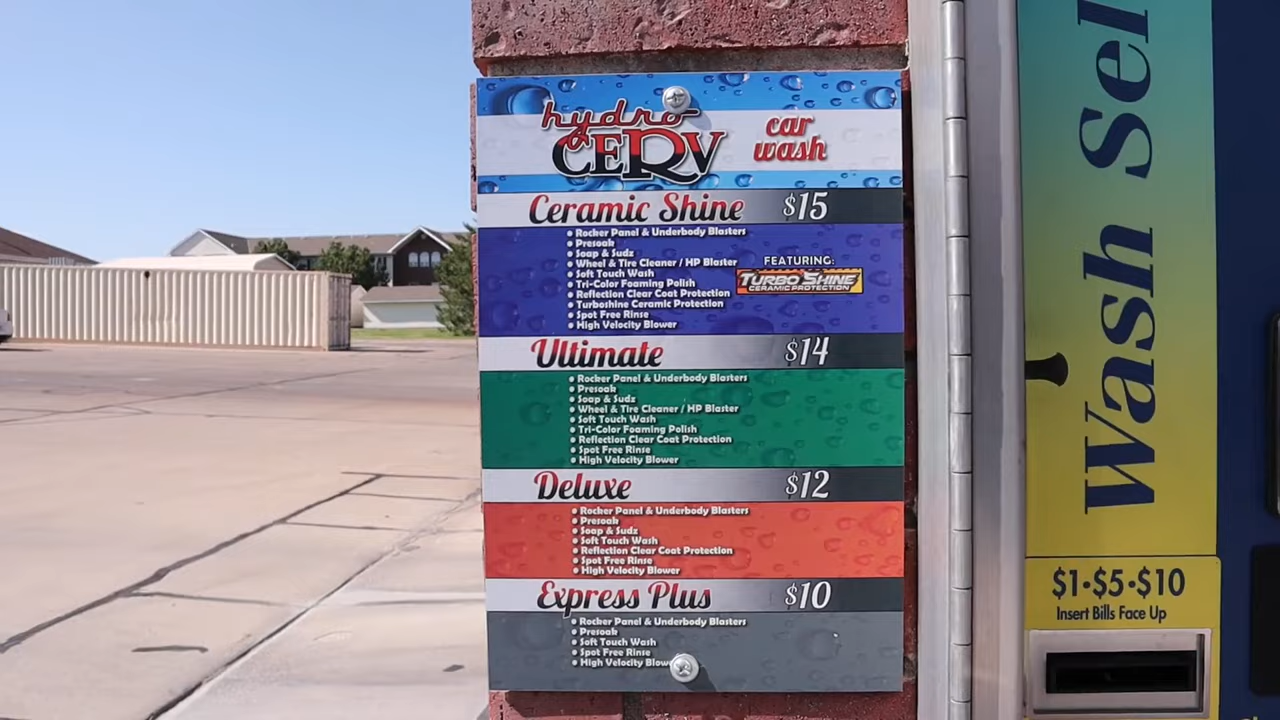 hydro
CERV
car
wash
Ceramic Shine $15
• Rocker Panel & Underbody Blasters
• Presoak
• Soap & Sudz
• Wheel & Tire Cleaner / HP Blaster
• Soft Touch Wash
• Tri-Color Foaming Polish
• Reflection Clear Coat Protection
• Turboshine Ceramic Protection
• Spot Free Rinse
• High Velocity Blower
FEATURING:
TURBO SHINE
CERAMIC PROTECTION
Ultimate $14
• Rocker Panel & Underbody Blasters
• Presoak
• Soap & Sudz
• Wheel & Tire Cleaner / HP Blaster
• Soft Touch Wash
• Tri-Color Foaming Polish
• Reflection Clear Coat Protection
• Spot Free Rinse
• High Velocity Blower
Deluxe $12
• Rocker Panel & Underbody Blasters
• Presoak
• Soap & Sudz
• Soft Touch Wash
• Reflection Clear Coat Protection
• Spot Free Rinse
• High Velocity Blower
Express Plus $10
• Rocker Panel & Underbody Blasters
• Presoak
• Soft Touch Wash
• Spot Free Rinse
• High Velocity Blow
Wash Sel
$1•$5•$10
Insert Bills Face Up